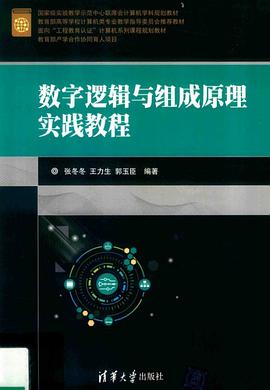 国家级实验教学示范中心联席会计算机学科规划教材
教育部高等学校计算机类专业教学指导委员会推荐教材
面向“工程教育认证”计算机系列课程规划教材
教育部产学合作协同育人项目
数字逻辑与组成原理
实践教程
张冬冬 王力生 郭玉臣 编著
清华大学出版社